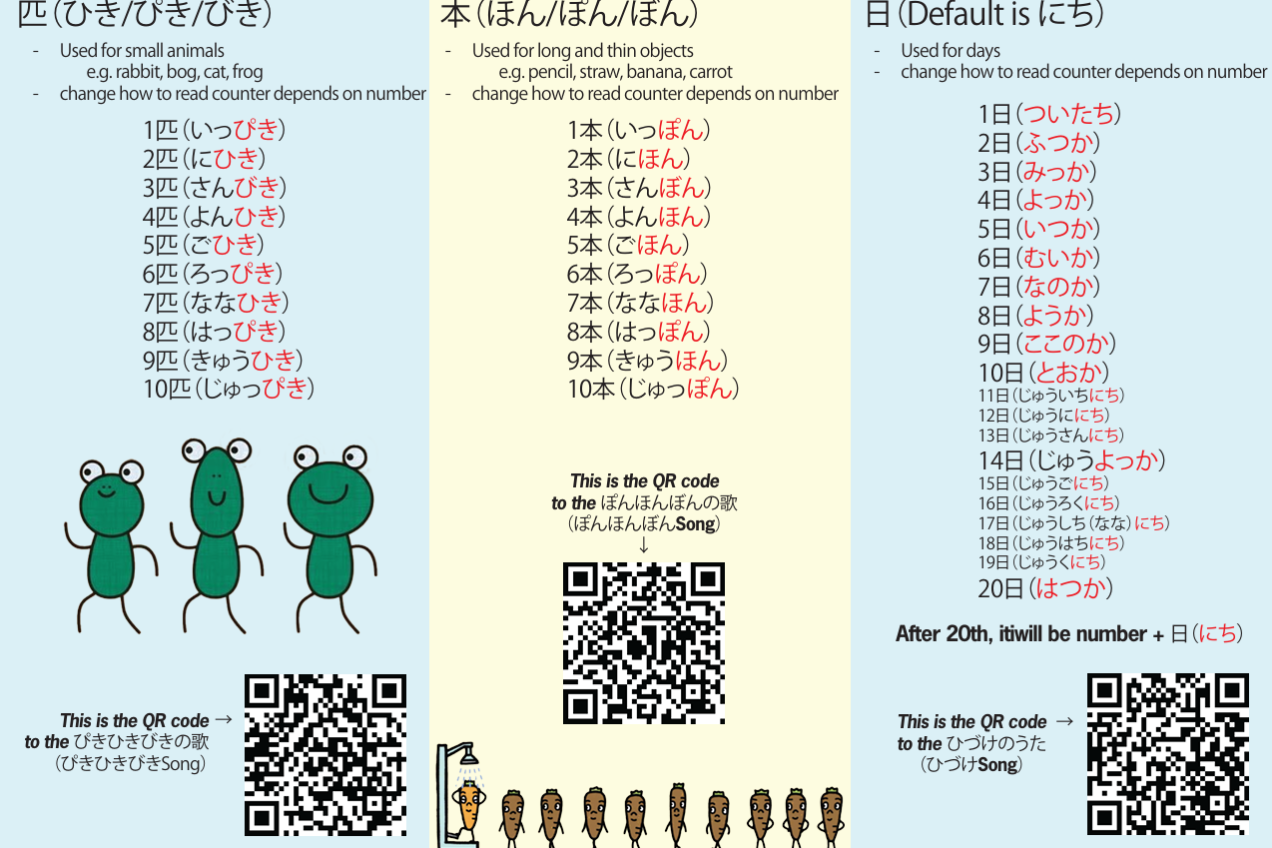 匹（ひき/ぴき/びき）
- Used for small animals
e.g. rabbit, bog, cat, frog
- change how to read counter depends on number
1匹（いっぴき）
2匹（にひき）
3匹（さんびき）
4匹（よんひき）
5匹（ごひき）
6匹（ろっぴき）
7匹（ななひき）
8匹（はっぴき）
9匹（きゅうひき）
10匹（じゅっぴき）
This is the QR code →
to the ぴきひきびきの歌
（ぴきひきびきSong）
本（ほん/ぽん/ぼん）
- Used for long and thin objects
e.g. pencil, straw, banana, carrot
- change how to read counter depends on number
1本（いっぽん）
2本（にほん）
3本（さんぼん）
4本（よんほん）
5本（ごほん）
6本（ろっぽん）
7本（ななほん）
8本（はっぽん）
9本（きゅうほん）
10本（じゅっぽん）
This is the QR code
to the ぽんほんぼんの歌
（ぽんほんぼんSong）
↓
日（Default is にち）
- Used for days
- change how to read counter depends on number
1日（ついたち）
2日（ふつか）
3日（みっか）
4日（よっか）
5日（いつか）
6日（むいか）
7日（なのか）
8日（ようか）
9日（ここのか）
10日（とおか）
11日（じゅういちにち）
12日（じゅうににち）
13日（じゅうさんにち）
14日（じゅうよっか）
15日（じゅうごにち）
16日（じゅうろくにち）
17日（じゅうしち（なな）にち）
18日（じゅうはちにち）
19日（じゅうくにち）
20日（はつか）
After 20th, itiwill be number + 日（にち）
This is the QR code →
to the ひづけのうた
（ひづけSong）